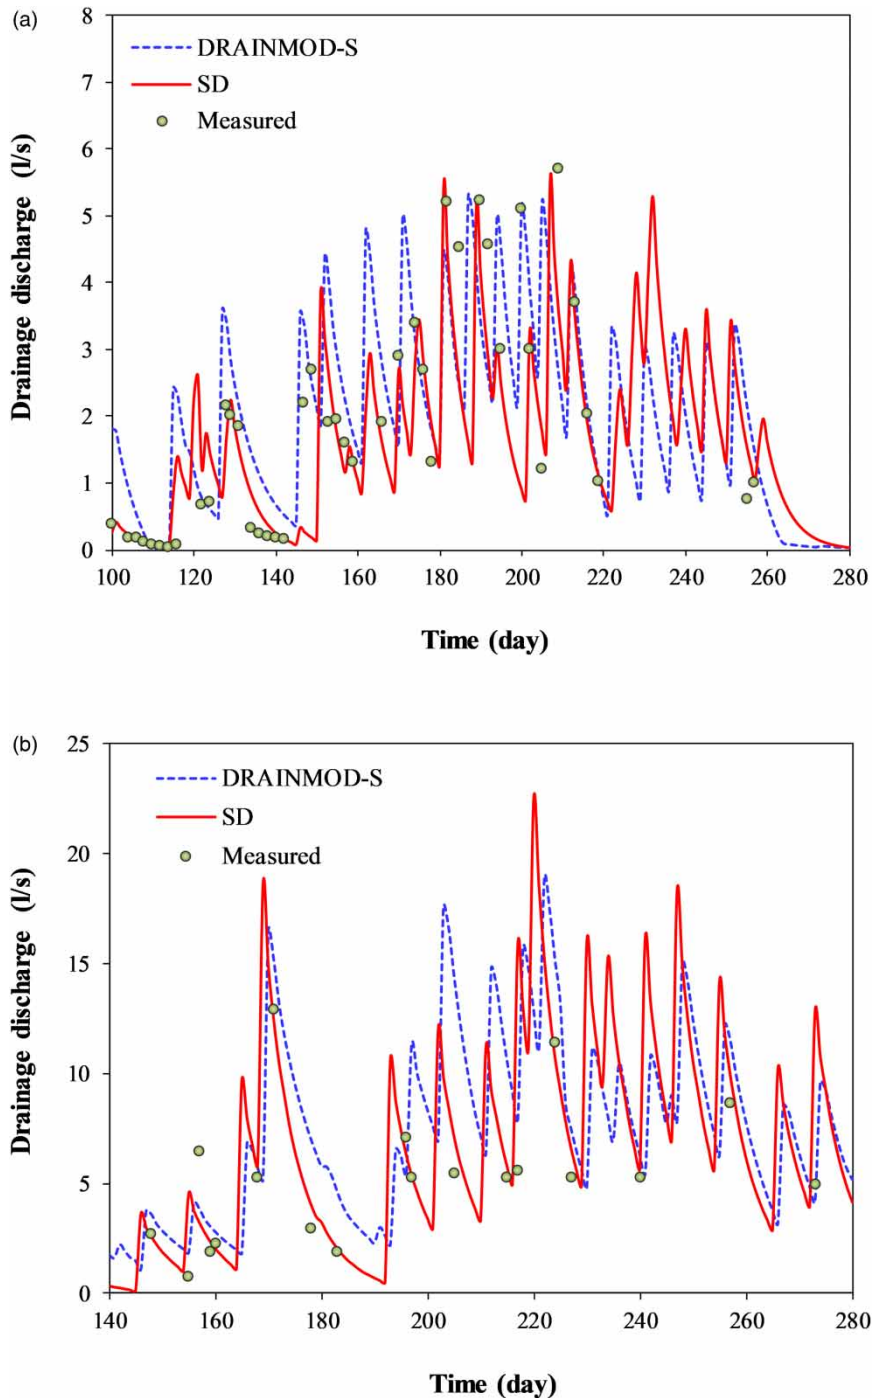 (a)
8
7
6
5
4
3
2
1
0
Drainage discharge (l/s)
DRAINMOD-S
SD
Measured
100 120 140 160 180 200 220 240 260 280
Time (day)
(b)
25
20
15
10
5
0
Drainage discharge (l/s)
DRAINMOD-S
SD
Measured
140 160 180 200 220 240 260 280
Time (day)